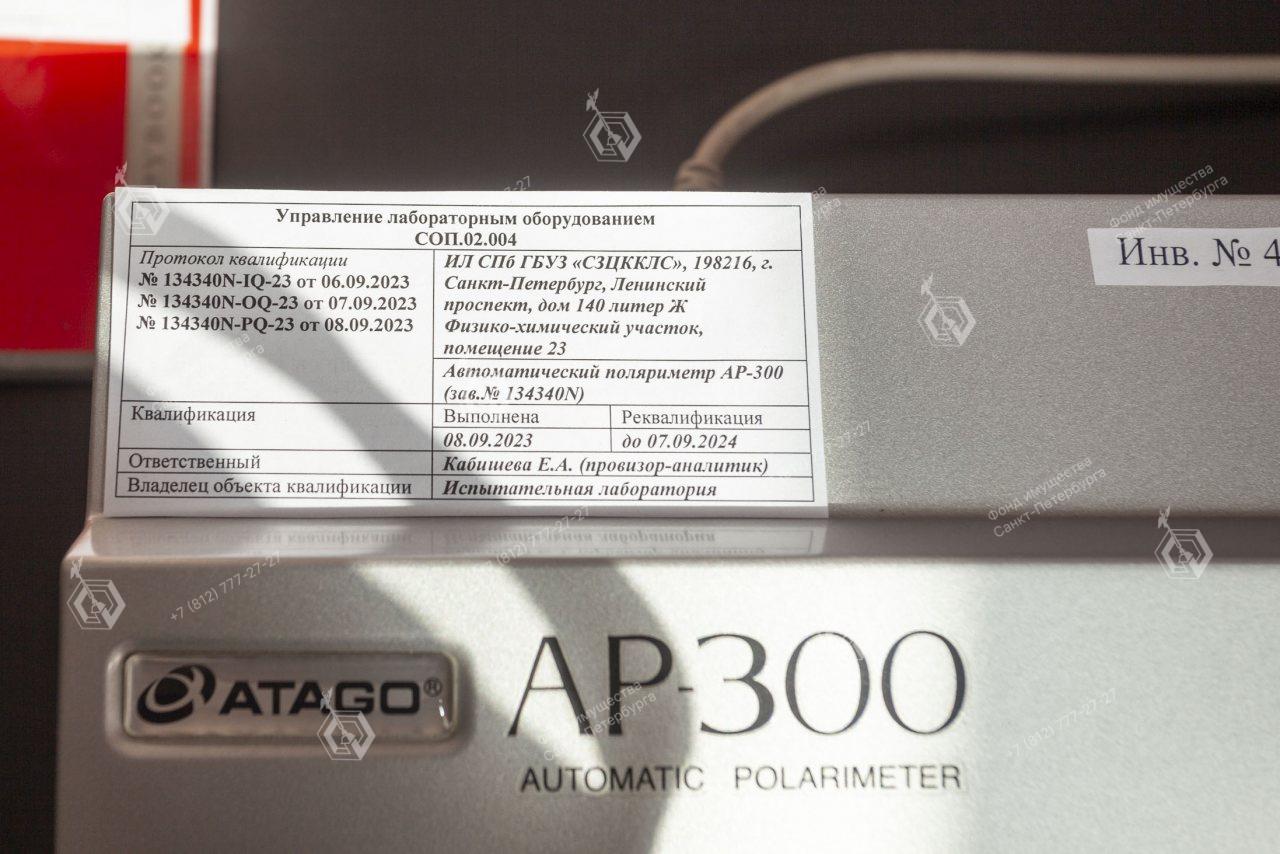 Управление лабораторным оборудованием
СОП.02.004
Протокол квалификации
№ 134340N-IQ-23 от 06.09.2023
№ 134340N-OQ-23 от 07.09.2023
№ 134340N-PQ-23 от 08.09.2023
ИЛ СПб ГБУЗ «СЗЦККЛС», 198216, г.
Санкт-Петербург, Ленинский
проспект, дом 140 литер Ж
Физико-химический участок,
помещение 23
Автоматический поляриметр АР-300
(зав.№ 134340N)
Квалификация
Выполнена
Реквалификация
08.09.2023
до 07.09.2024
Ответственный
Кабишева Е.А. (провизор-аналитик)
Владелец объекта квалификации
Испытательная лаборатория
Инв. № 4
ATAGO®
AP-300
AUTOMATIC POLARIMETER
Фонд имущества
Санкт-Петербурга
+7 (812) 777-27-27